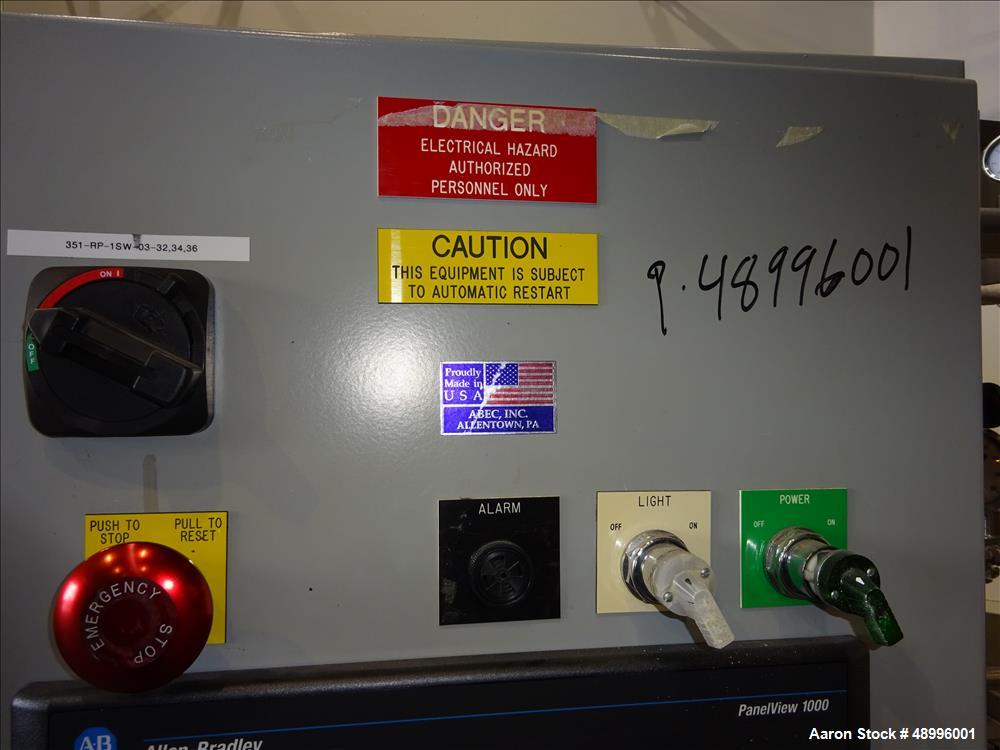 DANGER
ELECTRICAL HAZARD
AUTHORIZED
PERSONNEL ONLY
351-RP-1SW-03-32,34,36
CAUTION
THIS EQUIPMENT IS SUBJECT
TO AUTOMATIC RESTART
9.48996001
ON I
OFF
Proudly
Made in
U S A
ABEC, INC.
ALLENTOWN, PA
ALARM
LIGHT
OFF ON
POWER
OFF ON
PUSH TO STOP
PULL TO RESET
EMERGENCY STOP
PanelView 1000
AB
Allen Bradley
Aaron Stock # 48996001